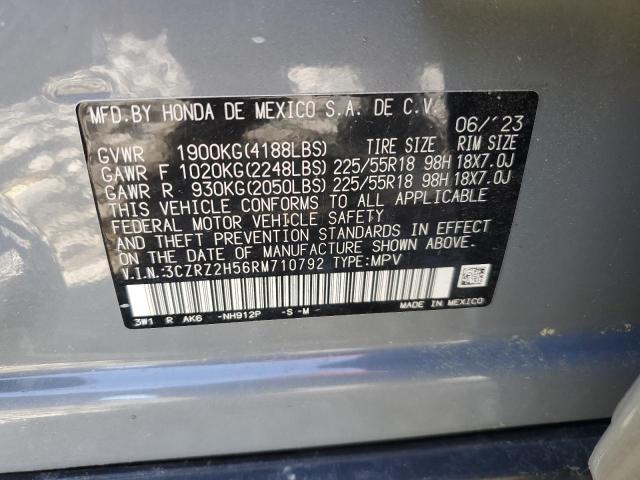 MFD.BY HONDA DE MEXICO S.A. DE C.V. 06/'23
GVWR 1900KG(4188LBS) TIRE SIZE RIM SIZE
GAWR F 1020KG(2248LBS) 225/55R18 98H 18X7.0J
GAWR R 930KG(2050LBS) 225/55R18 98H 18X7.0J
THIS VEHICLE CONFORMS TO ALL APPLICABLE
FEDERAL MOTOR VEHICLE SAFETY
AND THEFT PREVENTION STANDARDS IN EFFECT
ON THE DATE OF MANUFACTURE SHOWN ABOVE.
V.I.N.:3CZRZ2H56RM710792 TYPE:MPV
3W1 R AK6 -NH912P -S -M- MADE IN MEXICO